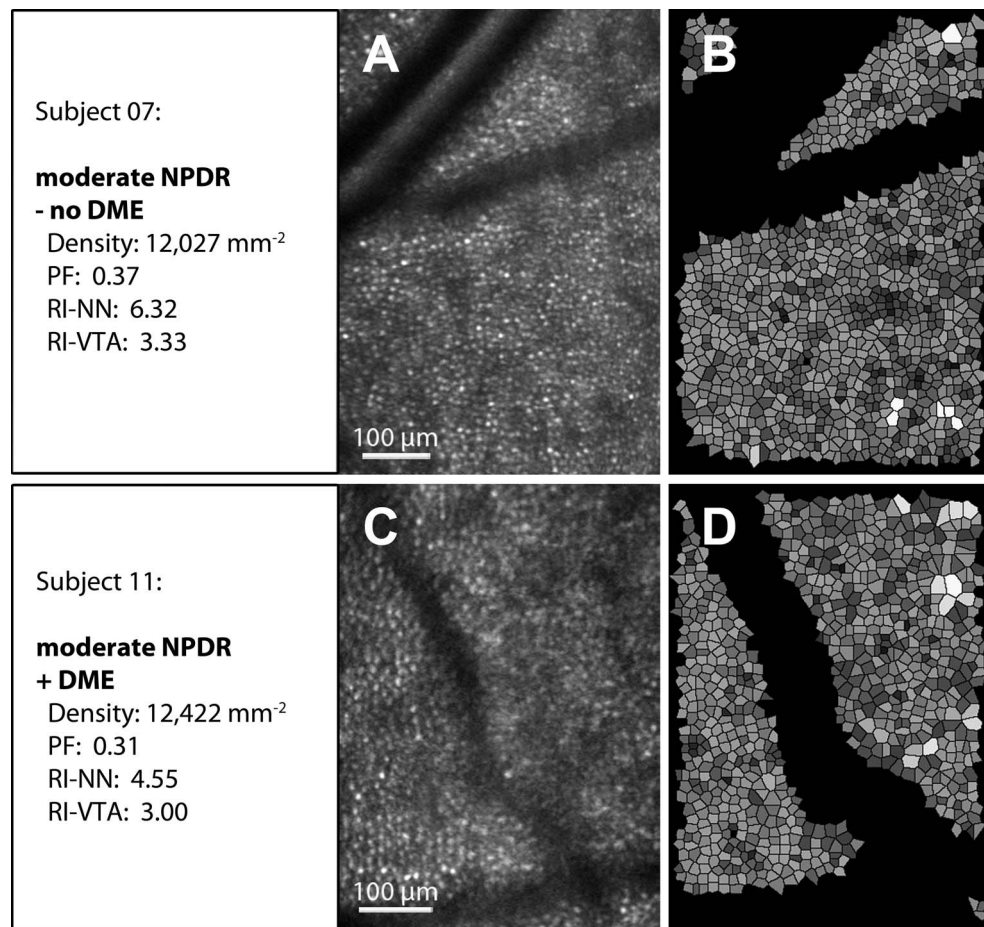 Subject 07:
moderate NPDR
- no DME
Density: 12,027 mm⁻²
PF: 0.37
RI-NN: 6.32
RI-VTA: 3.33
A
100 μm
B
Subject 11:
moderate NPDR
+ DME
Density: 12,422 mm⁻²
PF: 0.31
RI-NN: 4.55
RI-VTA: 3.00
C
100 μm
D